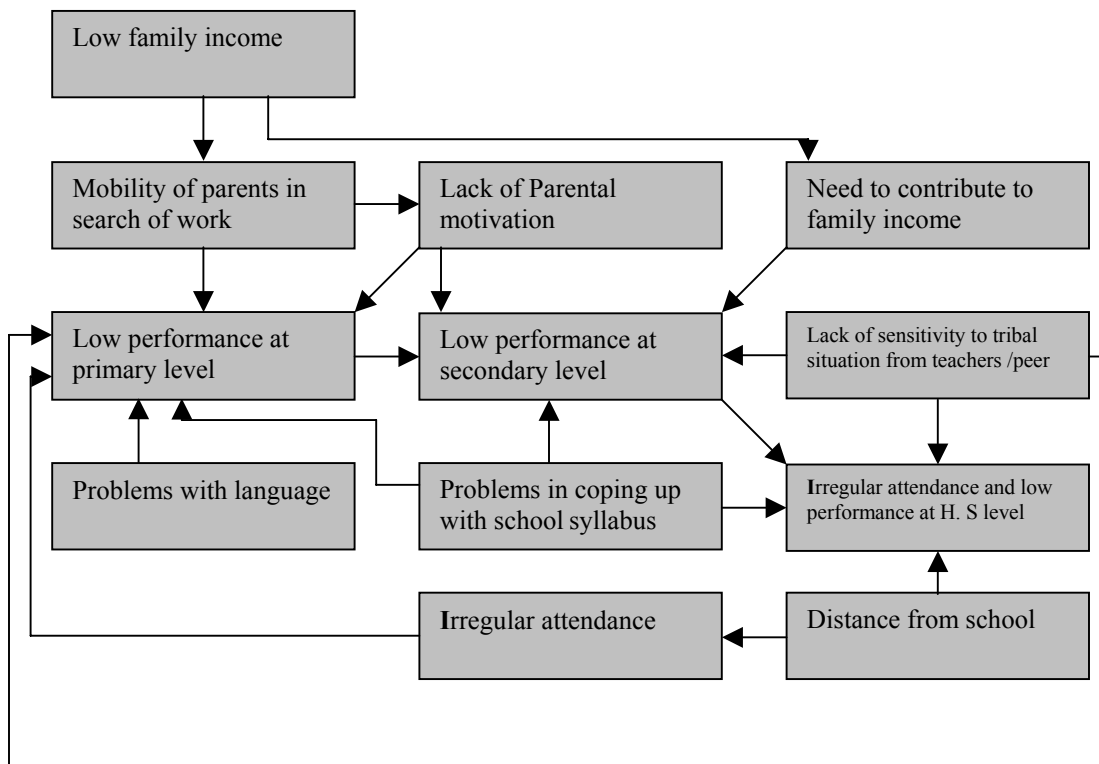 Low family income
Mobility of parents in
search of work
Lack of Parental
motivation
Need to contribute to
family income
Low performance at
primary level
Low performance at
secondary level
Lack of sensitivity to tribal
situation from teachers /peer
Problems with language
Problems in coping up
with school syllabus
Irregular attendance and low
performance at H. S level
Irregular attendance
Distance from school